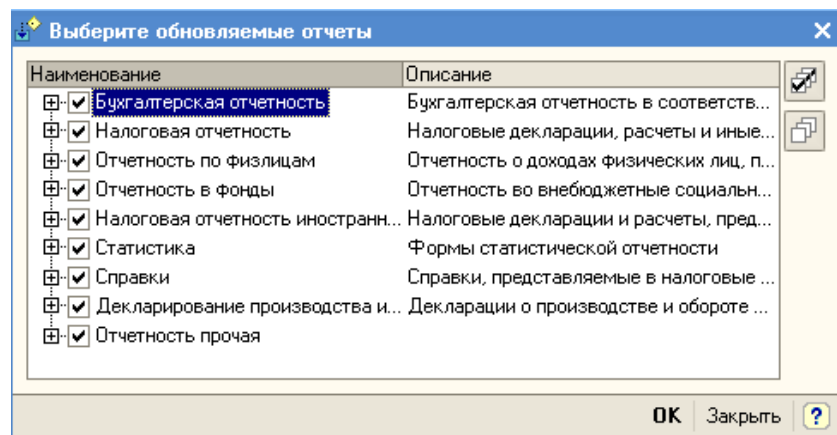 Выберите обновляемые отчеты
Наименование Описание
Бухгалтерская отчетность Бухгалтерская отчетность в соответств...
Налоговая отчетность Налоговые декларации, расчеты и иные...
Отчетность по физлицам Отчетность о доходах физических лиц, п...
Отчетность в фонды Отчетность во внебюджетные социальн...
Налоговая отчетность иностранн... Налоговые декларации и расчеты, пред...
Статистика Формы статистической отчетности
Справки Справки, представляемые в налоговые ...
Декларирование производства и... Декларации о производстве и обороте ...
Отчетность прочая
OK Закрыть ?